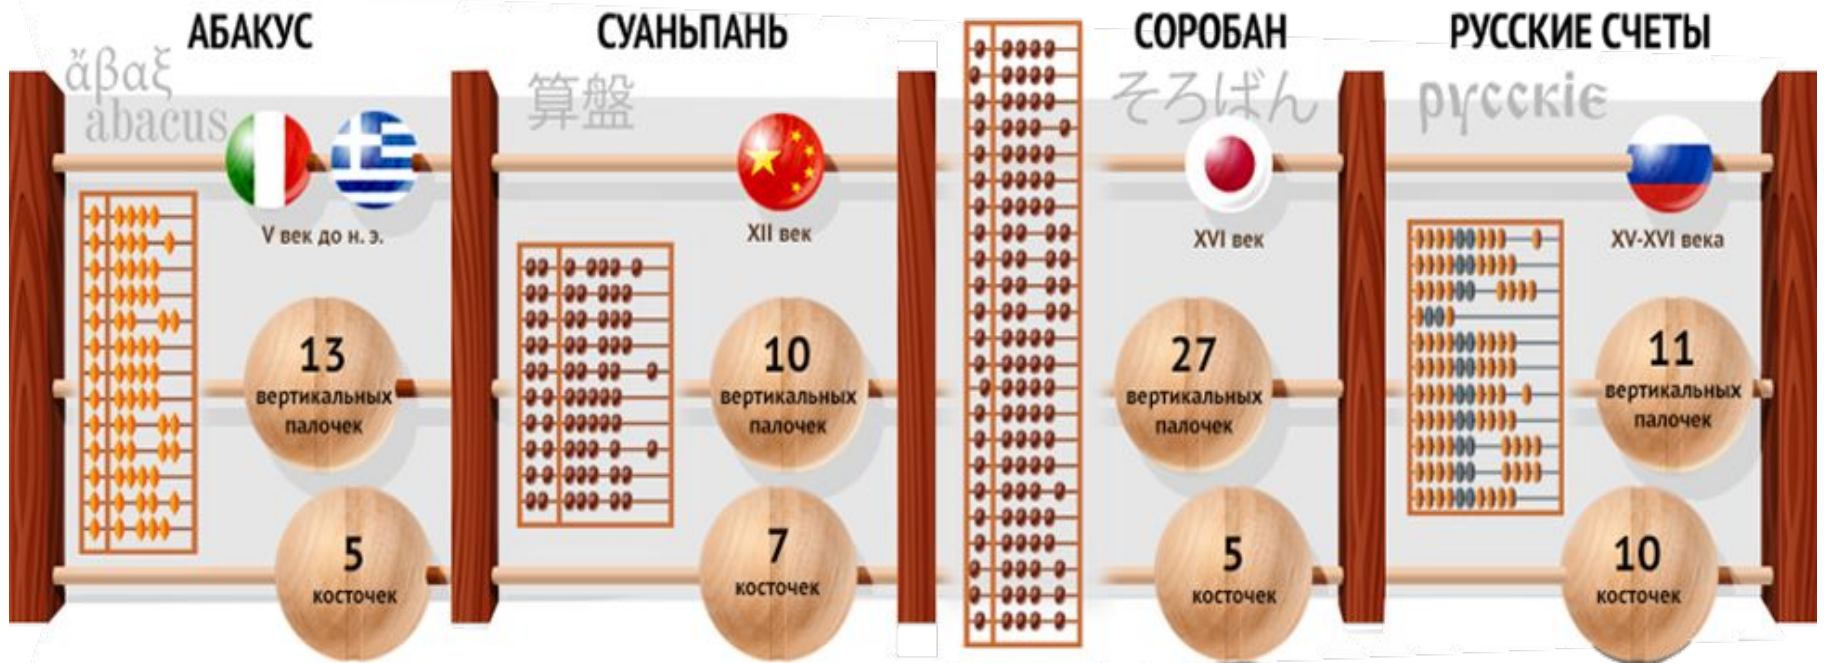 АБАКУС
ἄβαξ
abacus
V век до н. э.
13
вертикальных
палочек
5
косточек
СУАНЬПАНЬ
算盤
XII век
10
вертикальных
палочек
7
косточек
СОРОБАН
そろばん
XVI век
27
вертикальных
палочек
5
косточек
РУССКИЕ СЧЕТЫ
русскіе
XV-XVI века
11
вертикальных
палочек
10
косточек